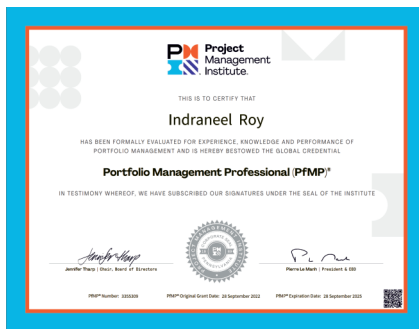 Project
Management
Institute.
THIS IS TO CERTIFY THAT
Indraneel Roy
HAS BEEN FORMALLY EVALUATED FOR EXPERIENCE, KNOWLEDGE AND PERFORMANCE OF
PORTFOLIO MANAGEMENT AND IS HEREBY BESTOWED THE GLOBAL CREDENTIAL
Portfolio Management Professional (PfMP)®
IN TESTIMONY WHEREOF, WE HAVE SUBSCRIBED OUR SIGNATURES UNDER THE SEAL OF THE INSTITUTE
Jennifer Tharp | Chair, Board of Directors
Pierre Le Manh | President & CEO
PfMP® Number: 3355309
PfMP® Original Grant Date: 28 September 2022
PfMP® Expiration Date: 28 September 2025